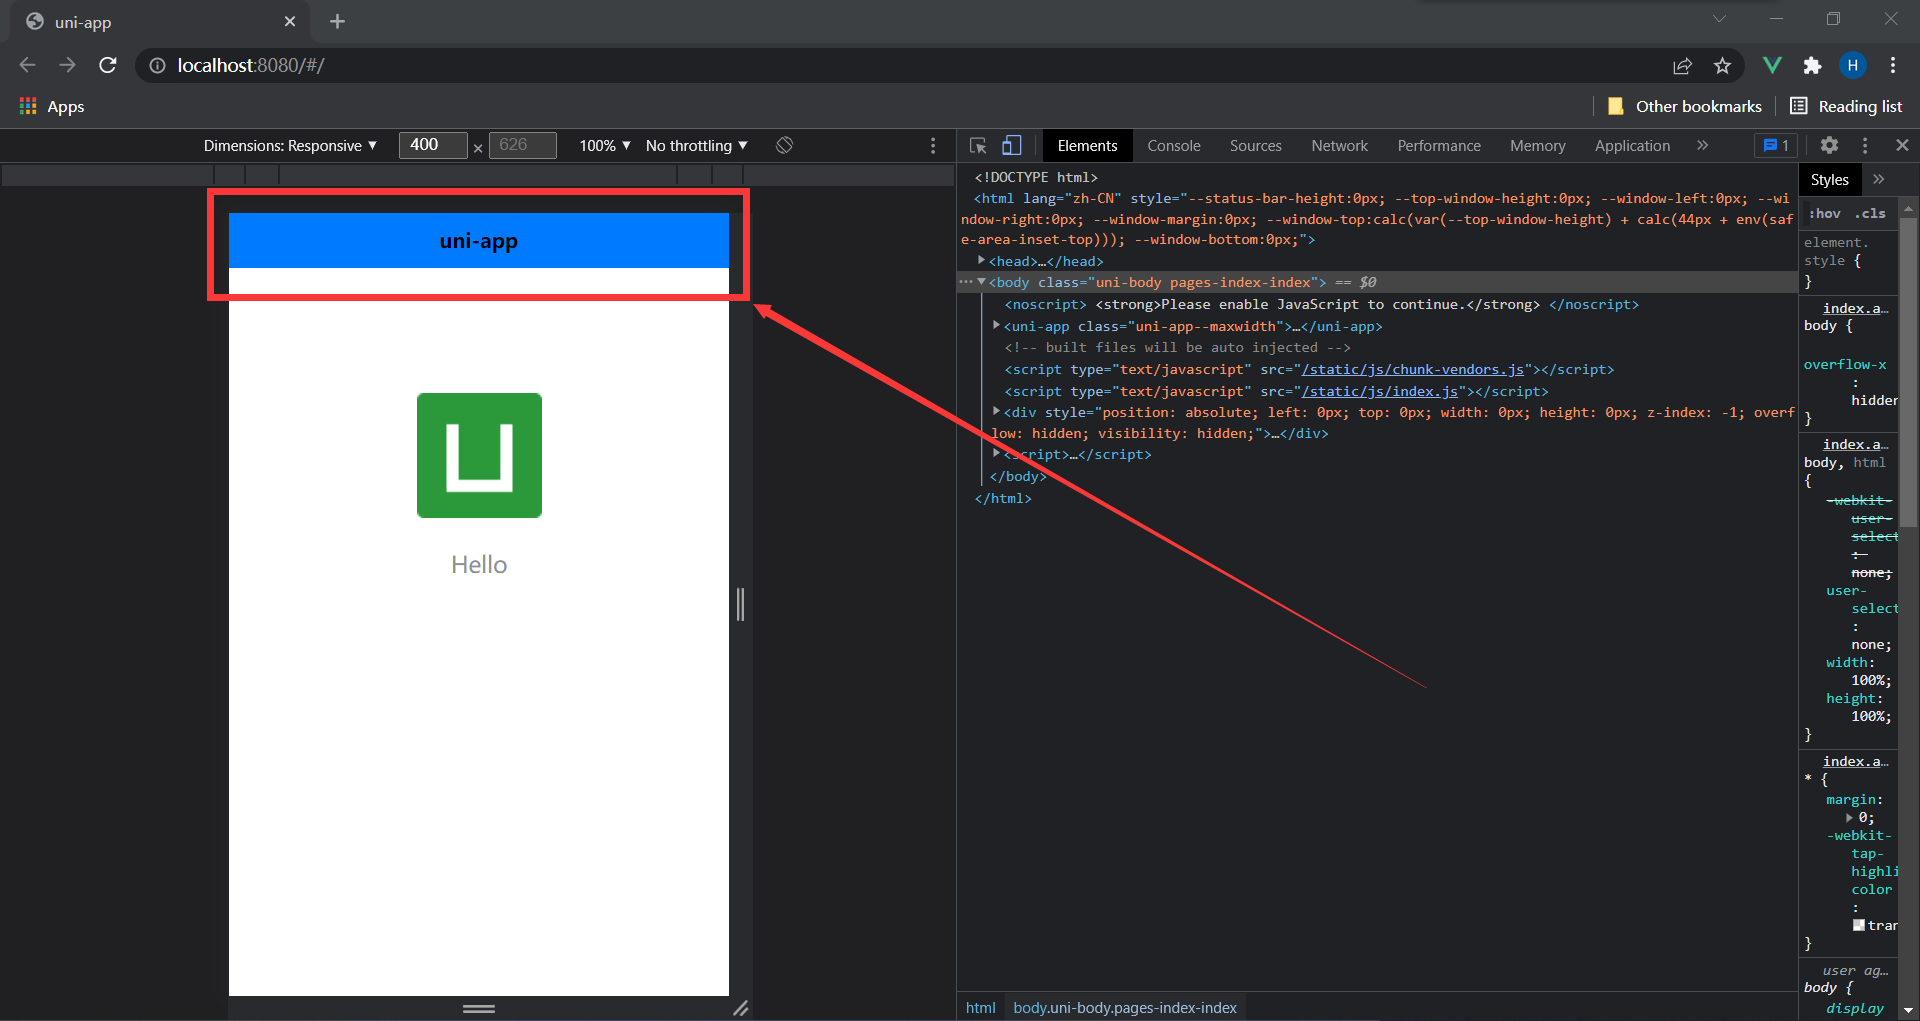 uni-app
localhost:8080/#/
H
Apps
Other bookmarks
Reading list
Dimensions: Responsive ▼
400 × 626
100% ▼
No throttling ▼
Elements
Console
Sources
Network
Performance
Memory
Application
»
1
uni-app
Hello
<!DOCTYPE html>
<html lang="zh-CN" style="--status-bar-height:0px; --top-window-height:0px; --window-left:0px; --wi
ndow-right:0px; --window-margin:0px; --window-top:calc(var(--top-window-height) + calc(44px + env(saf
e-area-inset-top))); --window-bottom:0px;">
<head>…</head>
<body class="uni-body pages-index-index"> == $0
<noscript> <strong>Please enable JavaScript to continue.</strong> </noscript>
<uni-app class="uni-app--maxwidth">…</uni-app>
<!-- built files will be auto injected -->
<script type="text/javascript" src="/static/js/chunk-vendors.js"></script>
<script type="text/javascript" src="/static/js/index.js"></script>
<div style="position: absolute; left: 0px; top: 0px; width: 0px; height: 0px; z-index: -1; overf
low: hidden; visibility: hidden;">…</div>
<script>…</script>
</body>
</html>
html
body.uni-body.pages-index-index
Styles
»
:hov .cls
element.
style {
}
index.a…
body {
overflow-x
:
hidden
}
index.a…
body, html
{
-webkit-
user-
select
:
none;
user-
select
:
none;
width:
100%;
height:
100%;
}
index.a…
* {
margin:
0;
-webkit-
tap-
highli
color
:
tran
}
user ag…
body {
display